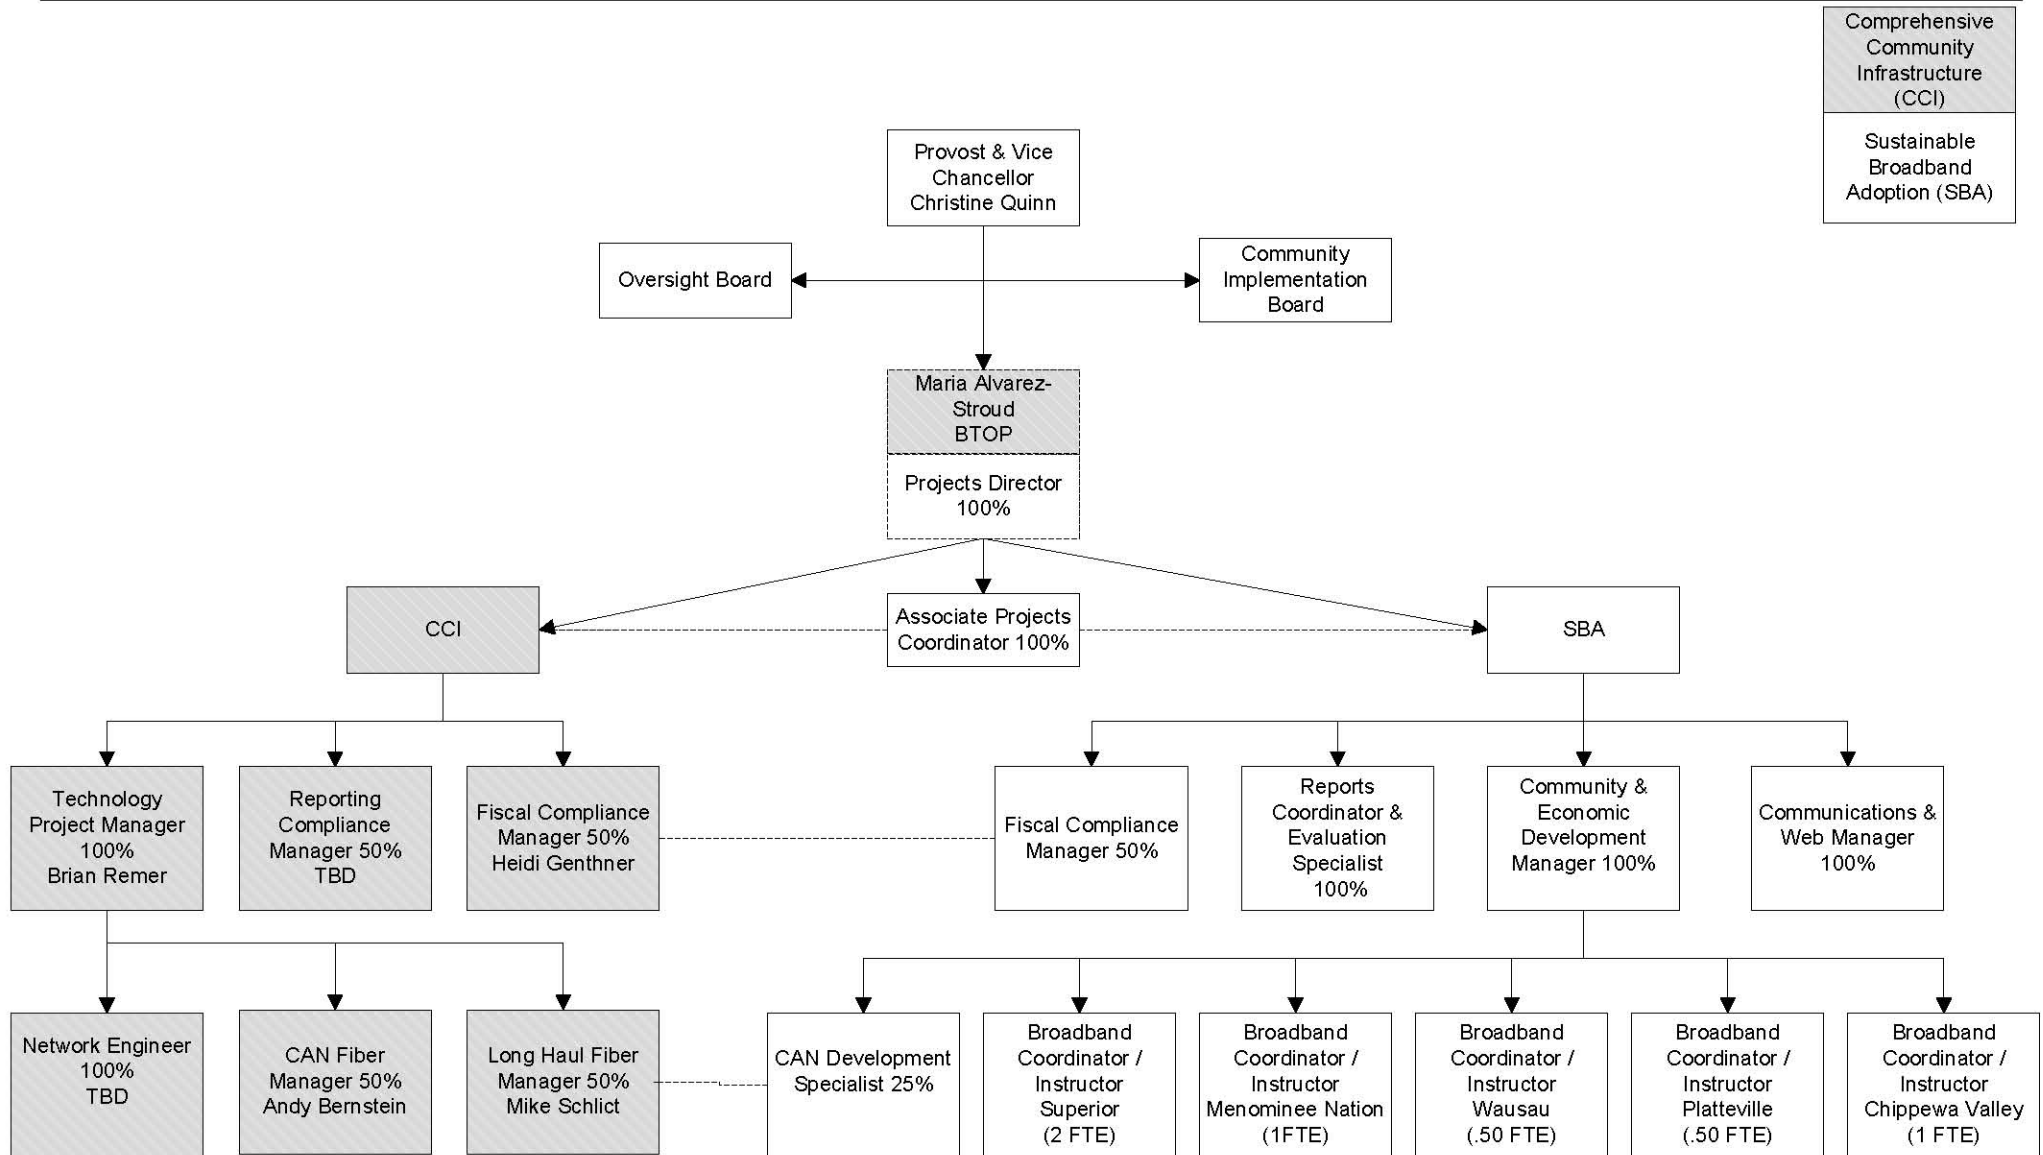 Comprehensive
Community
Infrastructure
(CCI)
Sustainable
Broadband
Adoption (SBA)
Provost & Vice
Chancellor
Christine Quinn
Oversight Board
Community
Implementation
Board
Maria Alvarez-
Stroud
BTOP
Projects Director
100%
CCI
Associate Projects
Coordinator 100%
SBA
Technology
Project Manager
100%
Brian Remer
Reporting
Compliance
Manager 50%
TBD
Fiscal Compliance
Manager 50%
Heidi Genthner
Fiscal Compliance
Manager 50%
Reports
Coordinator &
Evaluation
Specialist
100%
Community &
Economic
Development
Manager 100%
Communications &
Web Manager
100%
Network Engineer
100%
TBD
CAN Fiber
Manager 50%
Andy Bernstein
Long Haul Fiber
Manager 50%
Mike Schlict
CAN Development
Specialist 25%
Broadband
Coordinator /
Instructor
Superior
(2 FTE)
Broadband
Coordinator /
Instructor
Menominee Nation
(1FTE)
Broadband
Coordinator /
Instructor
Wausau
(.50 FTE)
Broadband
Coordinator /
Instructor
Platteville
(.50 FTE)
Broadband
Coordinator /
Instructor
Chippewa Valley
(1 FTE)